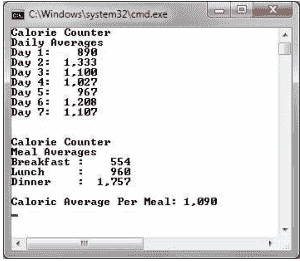 C:\Windows\system32\cmd.exe
Calorie Counter
Daily Averages
Day 1:    890
Day 2:  1,333
Day 3:  1,100
Day 4:  1,027
Day 5:    967
Day 6:  1,208
Day 7:  1,107
Calorie Counter
Meal Averages
Breakfast :    554
Lunch     :    960
Dinner    :  1,757
Caloric Average Per Meal: 1,090